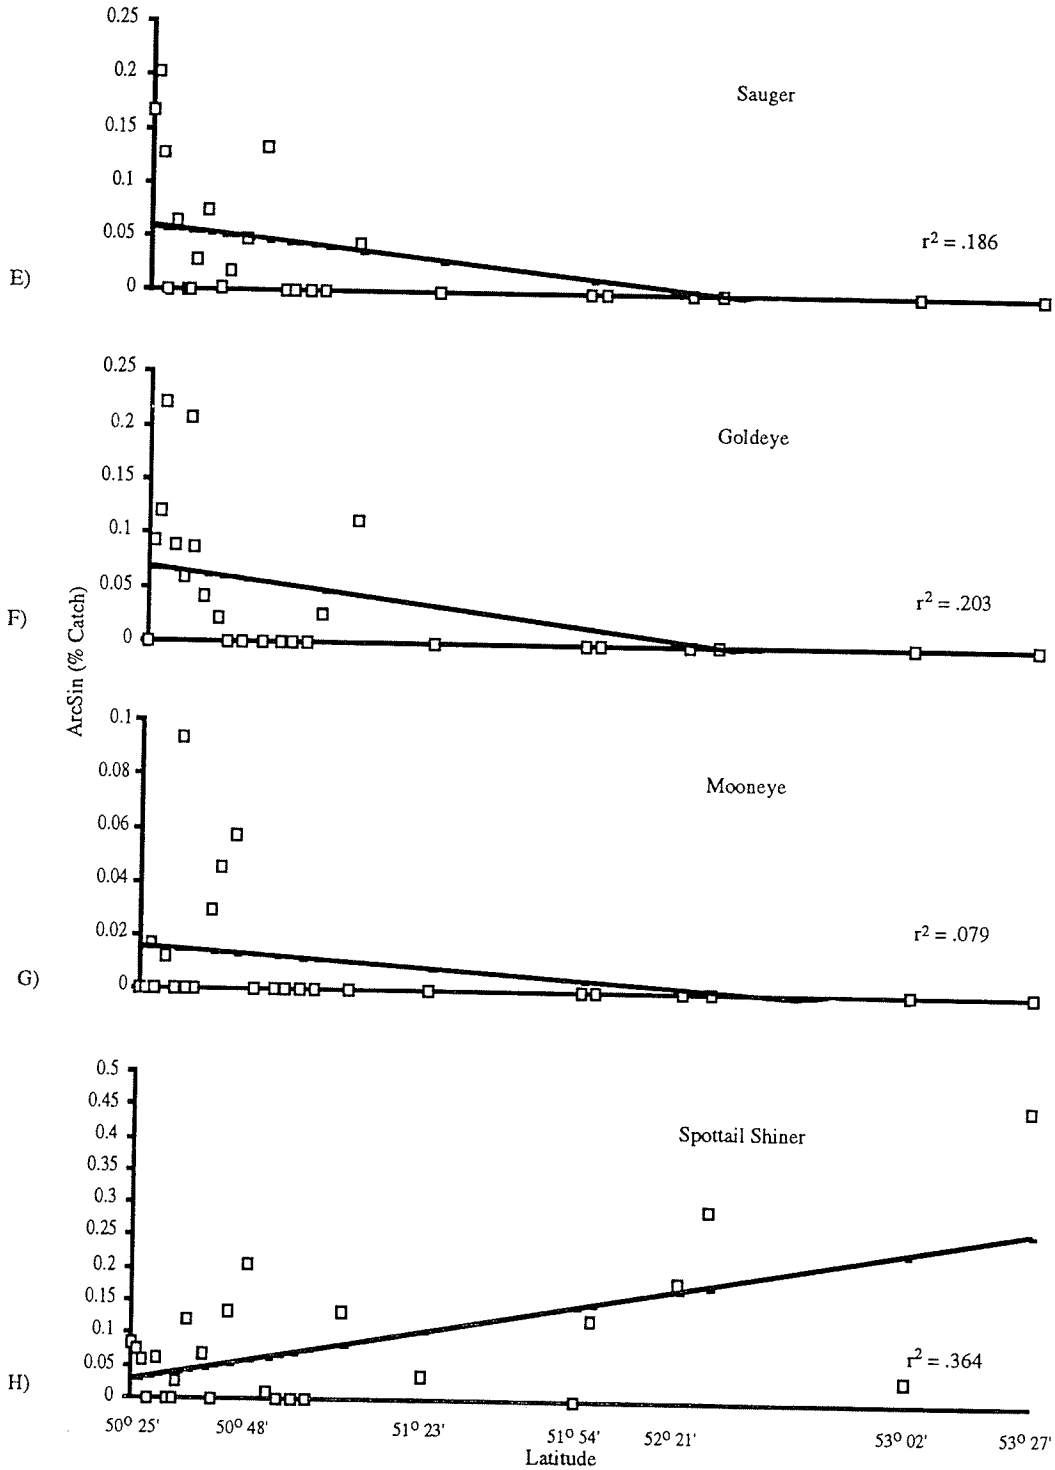 0.25
0.2
Sauger
0.15
0.1
0.05
r² = .186
E)
0
0.25
0.2
Goldeye
0.15
0.1
0.05
r² = .203
F)
0
ArcSin (% Catch)
0.1
0.08
Mooneye
0.06
0.04
0.02
r² = .079
G)
0
0.5
0.45
0.4
Spottail Shiner
0.35
0.3
0.25
0.2
0.15
0.1
0.05
r² = .364
H)
0
50° 25' 50° 48' 51° 23' 51° 54' 52° 21' 53° 02' 53° 27'
Latitude